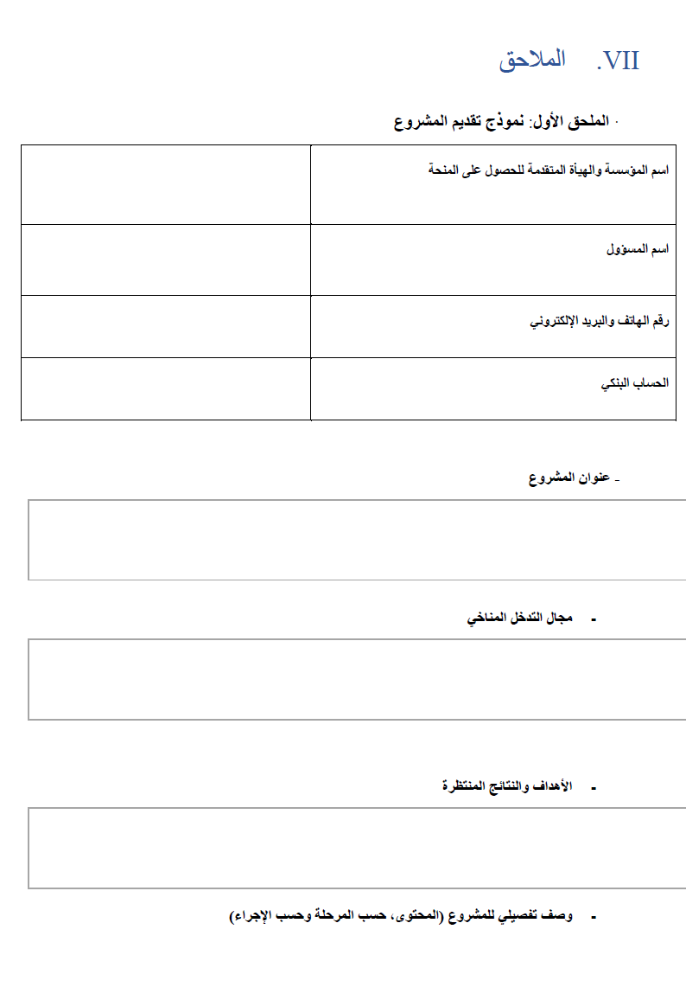 VII. الملاحق
· الملحق الأول: نموذج تقديم المشروع
اسم المؤسسة والهيأة المتقدمة للحصول على المنحة
اسم المسؤول
رقم الهاتف والبريد الإلكتروني
الحساب البنكي
- عنوان المشروع
- مجال التدخل المناخي
- الأهداف والنتائج المنتظرة
- وصف تفصيلي للمشروع (المحتوى، حسب المرحلة وحسب الإجراء)